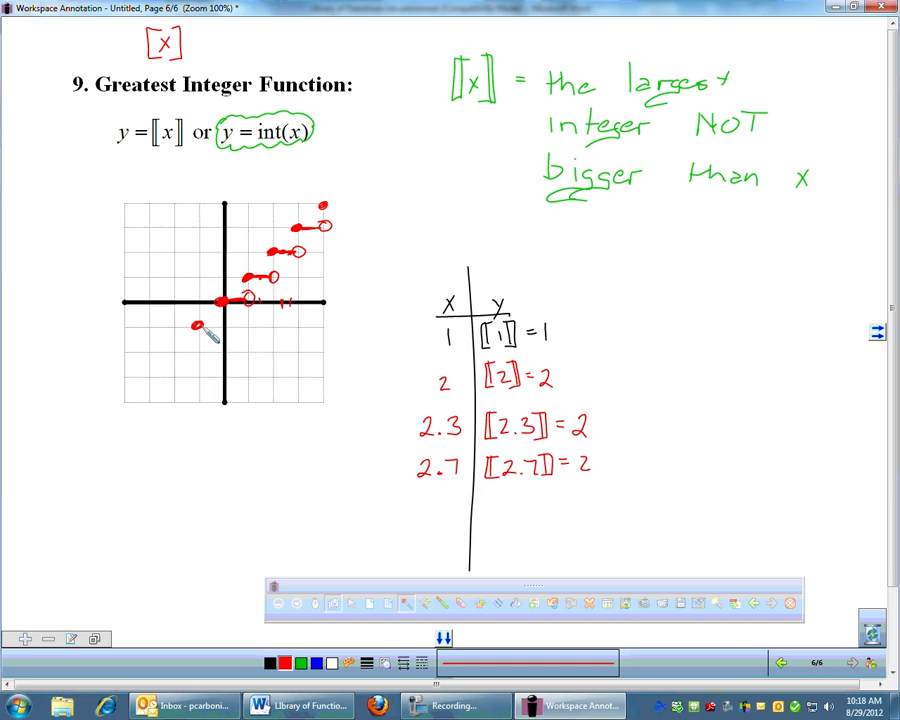 Workspace Annotation - Untitled, Page 6/6 (Zoom 100%) *
[x]
9. Greatest Integer Function:
y = ⟦x⟧ or y = int(x)
⟦x⟧ = the largest
integer NOT
bigger than x
x y
1 ⟦1⟧ = 1
2 ⟦2⟧ = 2
2.3 ⟦2.3⟧ = 2
2.7 ⟦2.7⟧ = 2
6/6
Inbox - pcarboni...
Library of Functio...
Recording...
Workspace Annot...
10:18 AM
8/29/2012